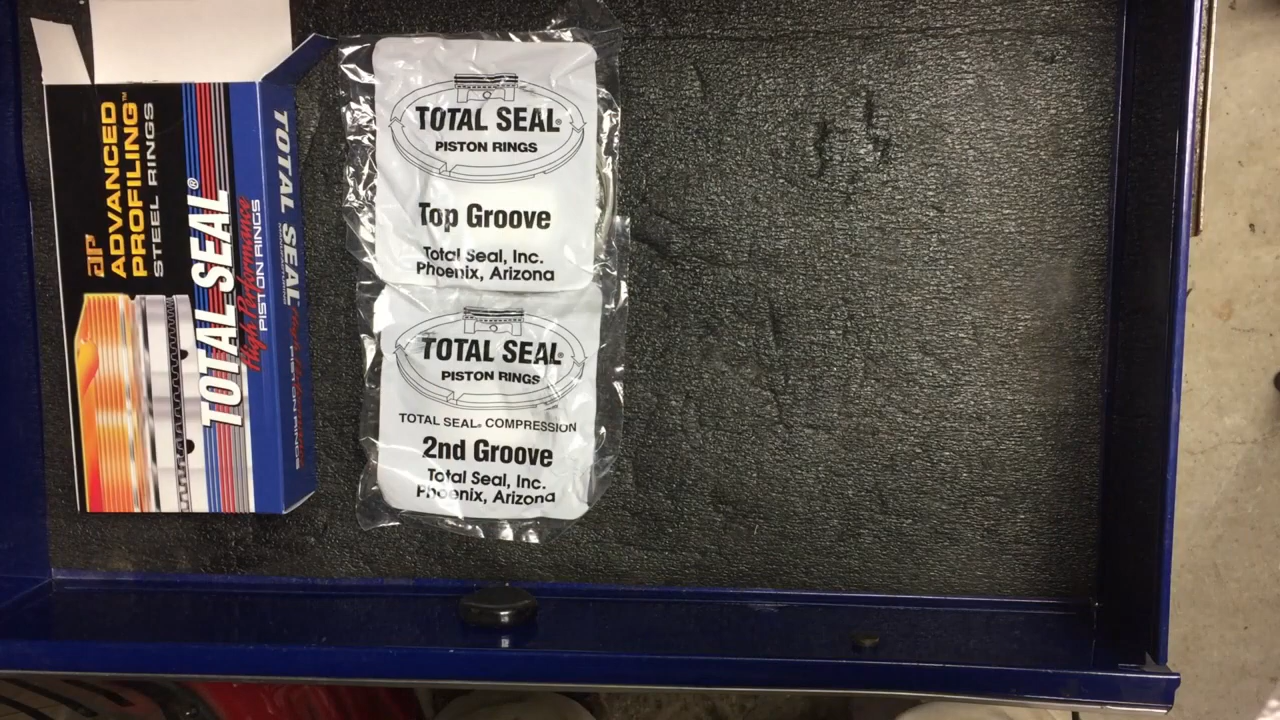 AP
ADVANCED
PROFILING™
STEEL RINGS
TOTAL SEAL®
High Performance
PISTON RINGS
TOTAL SEAL
TOTAL SEAL®
PISTON RINGS
Top Groove
Total Seal, Inc.
Phoenix, Arizona
TOTAL SEAL®
PISTON RINGS
TOTAL SEAL® COMPRESSION
2nd Groove
Total Seal, Inc.
Phoenix, Arizona